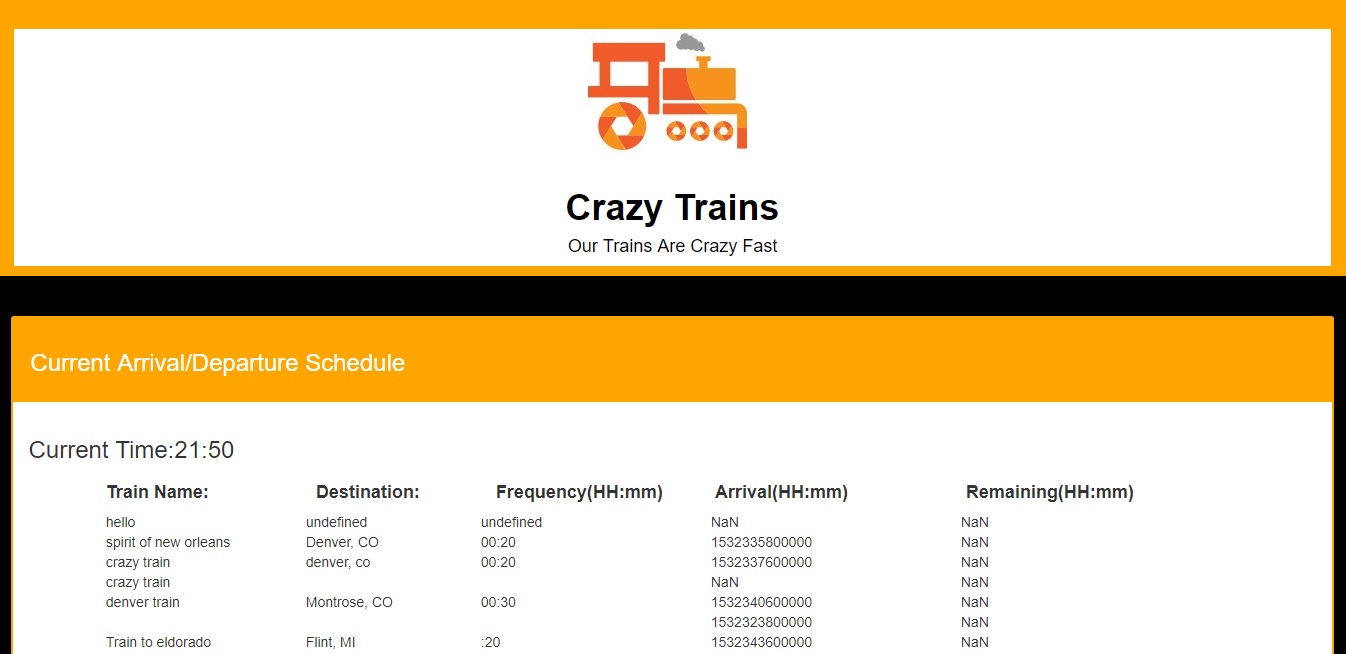 Crazy Trains
Our Trains Are Crazy Fast
Current Arrival/Departure Schedule
Current Time:21:50
Train Name: Destination: Frequency(HH:mm) Arrival(HH:mm) Remaining(HH:mm)
hello undefined undefined NaN NaN
spirit of new orleans Denver, CO 00:20 1532335800000 NaN
crazy train denver, co 00:20 1532337600000 NaN
crazy train NaN NaN
denver train Montrose, CO 00:30 1532340600000 NaN
1532323800000 NaN
Train to eldorado Flint, MI :20 1532343600000 NaN